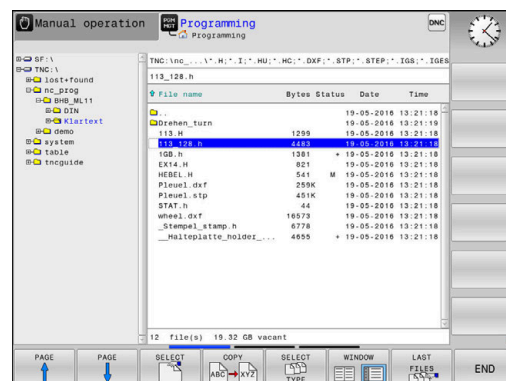 Manual operation
PGM
MGT
Programming
Programming
DNC
SF:\
TNC:\
lost+found
nc_prog
BHB_ML11
DIN
Klartext
demo
system
table
tncguide
TNC:\nc_...\*.H;*.I;*.HU;*.HC;*.DXF;*.STP;*.STEP;*.IGS;*.IGES
113_128.h
File name Bytes Status Date Time
.. 19-05-2016 13:21:18
Drehen_turn 19-05-2016 13:21:19
113.H 1299 19-05-2016 13:21:18
113_128.h 4483 19-05-2016 13:21:18
1GB.h 1381 + 19-05-2016 13:21:18
EX14.H 821 19-05-2016 13:21:18
HEBEL.H 541 M 19-05-2016 13:21:18
Pleuel.dxf 259K 19-05-2016 13:21:18
Pleuel.stp 451K 19-05-2016 13:21:18
STAT.h 44 19-05-2016 13:21:18
wheel.dxf 16573 19-05-2016 13:21:18
_Stempel_stamp.h 6778 19-05-2016 13:21:18
__Halteplatte_holder_... 4655 + 19-05-2016 13:21:18
12 file(s) 19.32 GB vacant
PAGE
PAGE
SELECT
COPY
ABC XYZ
SELECT
TYPE
WINDOW
LAST
FILES
END